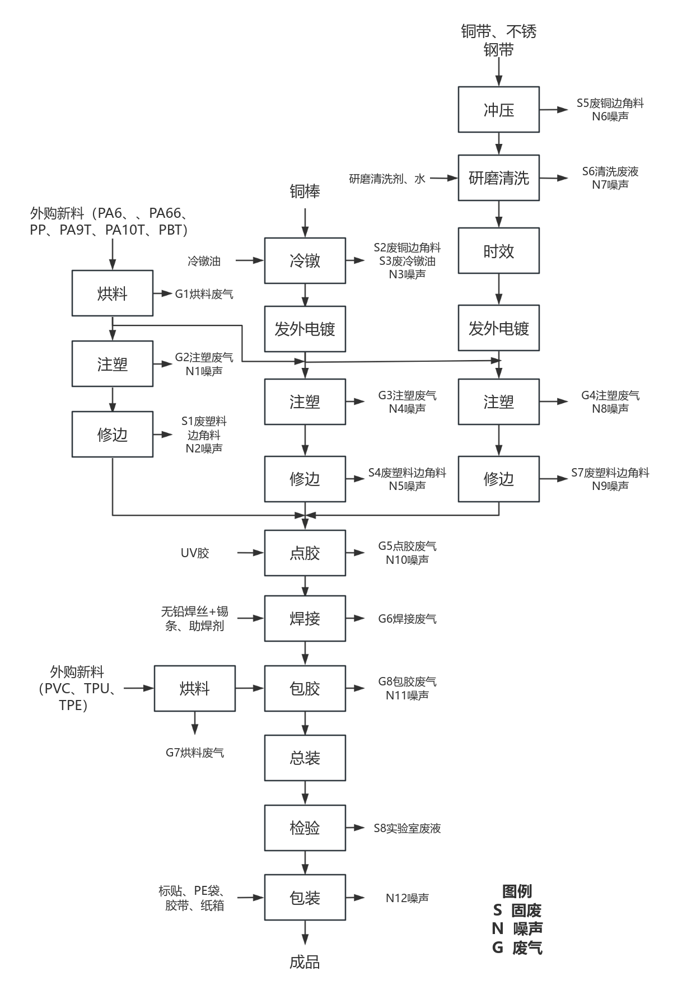 铜带、不锈
钢带
冲压
S5废铜边角料
N6噪声
研磨清洗剂、水
研磨清洗
S6清洗废液
N7噪声
铜棒
外购新料（PA6、、PA66、
PP、PA9T、PA10T、PBT）
时效
冷镦油
冷镦
S2废铜边角料
S3废冷镦油
N3噪声
烘料
G1烘料废气
发外电镀
发外电镀
注塑
G2注塑废气
N1噪声
注塑
G3注塑废气
N4噪声
注塑
G4注塑废气
N8噪声
修边
S1废塑料
边角料
N2噪声
修边
S4废塑料边角料
N5噪声
修边
S7废塑料边角料
N9噪声
UV胶
点胶
G5点胶废气
N10噪声
无铅焊丝+锡
条、助焊剂
焊接
G6焊接废气
外购新料
（PVC、TPU、
TPE）
烘料
包胶
G8包胶废气
N11噪声
G7烘料废气
总装
检验
S8实验室废液
标贴、PE袋、
胶带、纸箱
包装
N12噪声
成品
图例
S 固废
N 噪声
G 废气